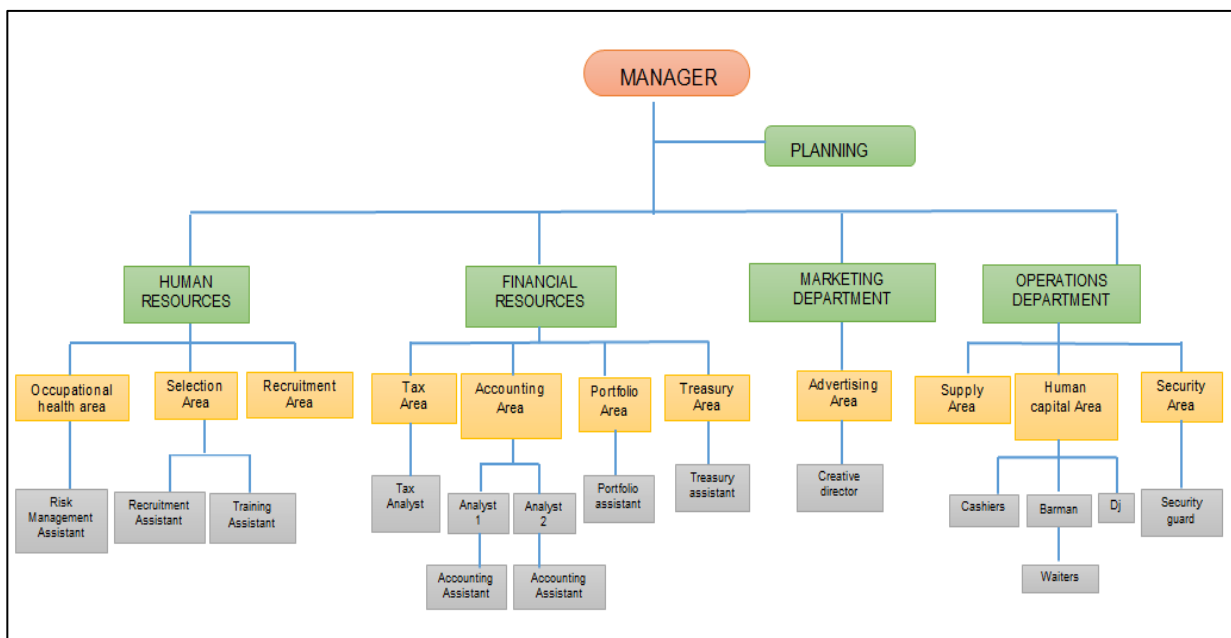 MANAGER
PLANNING
HUMAN
RESOURCES
FINANCIAL
RESOURCES
MARKETING
DEPARTMENT
OPERATIONS
DEPARTMENT
Occupational
health area
Selection
Area
Recruitment
Area
Tax
Area
Accounting
Area
Portfolio
Area
Treasury
Area
Advertising
Area
Supply
Area
Human
capital Area
Security
Area
Risk
Management
Assistant
Recruitment
Assistant
Training
Assistant
Tax
Analyst
Analyst
1
Analyst
2
Portfolio
assistant
Treasury
assistant
Creative
director
Cashiers
Barman
Dj
Security
guard
Accounting
Assistant
Accounting
Assistant
Waiters